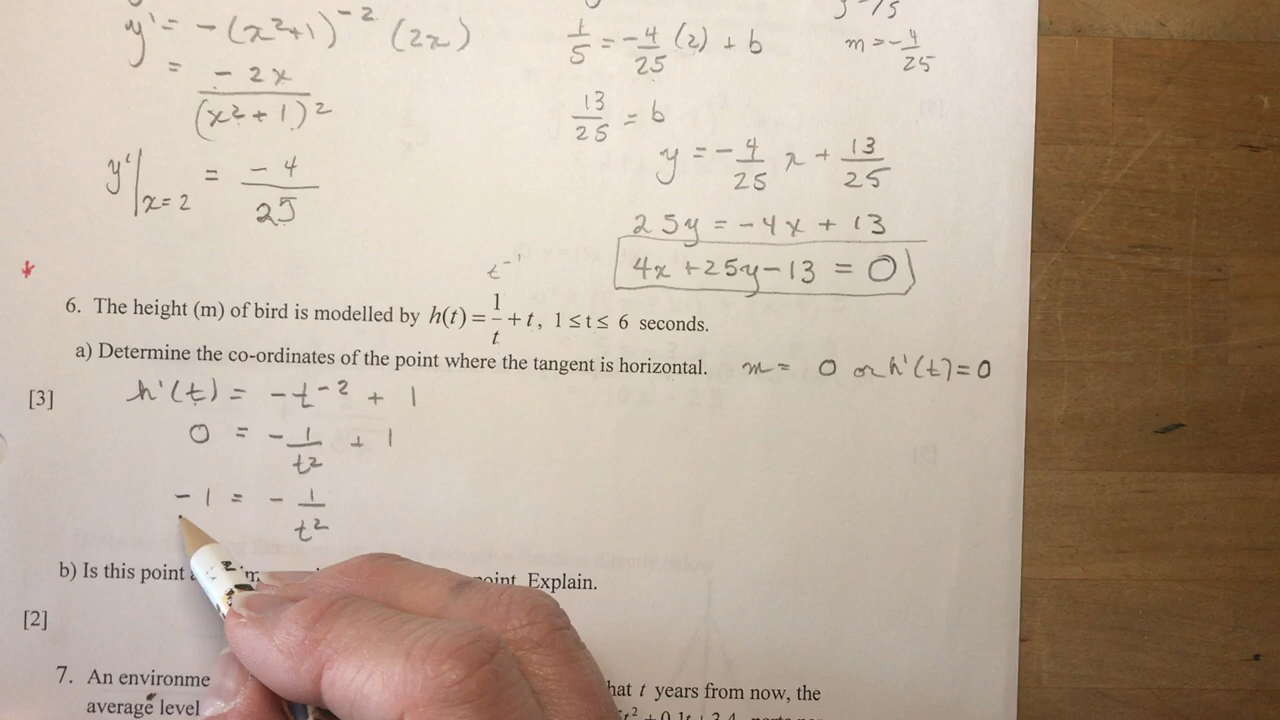 y' = -(x²+1)⁻² (2x)
= -2x/(x²+1)²
y'|x=2 = -4/25
m = -4/25
1/5 = -4/25 (2) + b
13/25 = b
y = -4/25 x + 13/25
25y = -4x + 13
4x+25y-13 = 0
t⁻¹
6. The height (m) of bird is modelled by h(t) = 1/t + t, 1 ≤ t ≤ 6 seconds.
a) Determine the co-ordinates of the point where the tangent is horizontal. m = 0 or h'(t)=0
[3] h'(t) = -t⁻² + 1
0 = -1/t² + 1
-1 = -1/t²
b) Is this point Explain.
[2]
7. An that t years from now, the
average level